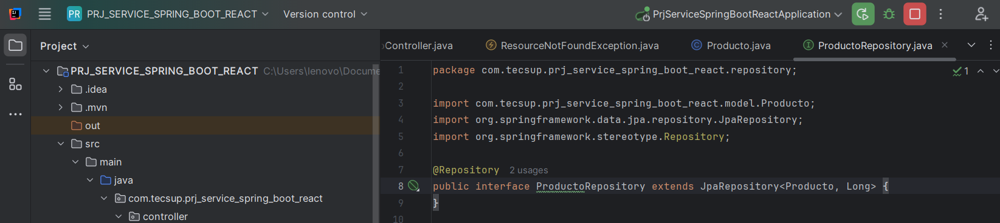 PR PRJ_SERVICE_SPRING_BOOT_REACT Version control PrjServiceSpringBootReactApplication
Project
PRJ_SERVICE_SPRING_BOOT_REACT C:\Users\lenovo\Docume
.idea
.mvn
out
src
main
java
com.tecsup.prj_service_spring_boot_react
controller
Controller.java ResourceNotFoundException.java Producto.java ProductoRepository.java
1 package com.tecsup.prj_service_spring_boot_react.repository; 1
2
3 import com.tecsup.prj_service_spring_boot_react.model.Producto;
4 import org.springframework.data.jpa.repository.JpaRepository;
5 import org.springframework.stereotype.Repository;
6
7 @Repository 2 usages
8 public interface ProductoRepository extends JpaRepository<Producto, Long> {
9 }
10